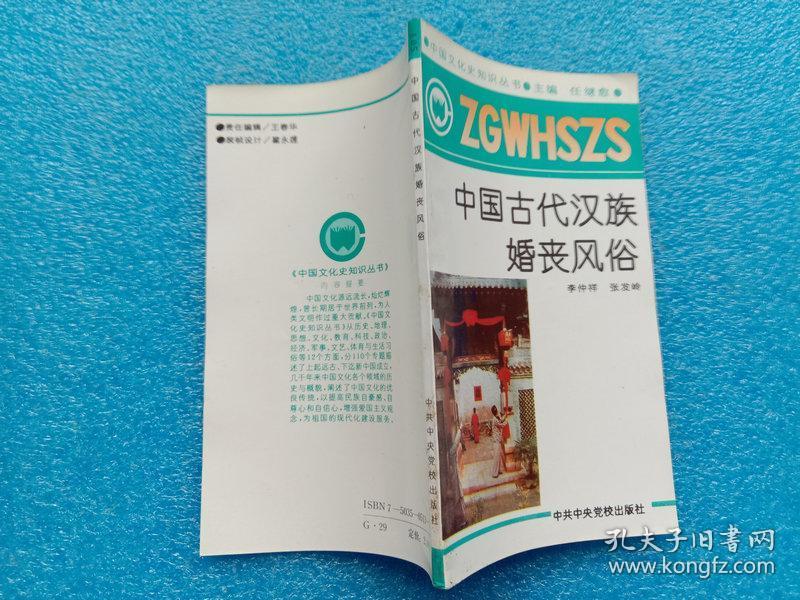 ●中国文化史知识丛书●主编 任继愈●
ZGWHSZS
中国古代汉族
婚丧风俗
李仲祥 张发岭
中共中央党校出版社
中国古代汉族婚丧风俗
中共中央党校出版社
●责任编辑/王春华
●装帧设计/翟永莲
《中国文化史知识丛书》
内容提要
中国文化源远流长,灿烂辉
煌,曾长期居于世界前列,为人
类文明作过重大贡献。《中国文
化史知识丛书》从历史、地理、
思想、文化、教育、科技、政治、
经济、军事、文艺、体育与生活习
俗等12个方面,分110个专题描
述了上起远古、下迄新中国成立,
几千年来中国文化各个领域的历
史与概貌,阐述了中国文化的优
良传统,以提高民族自豪感、自
尊心和自信心,增强爱国主义观
念,为祖国的现代化建设服务。
ISBN 7-5035-
G·29
定价:
孔夫子旧书网
www.kongfz.com